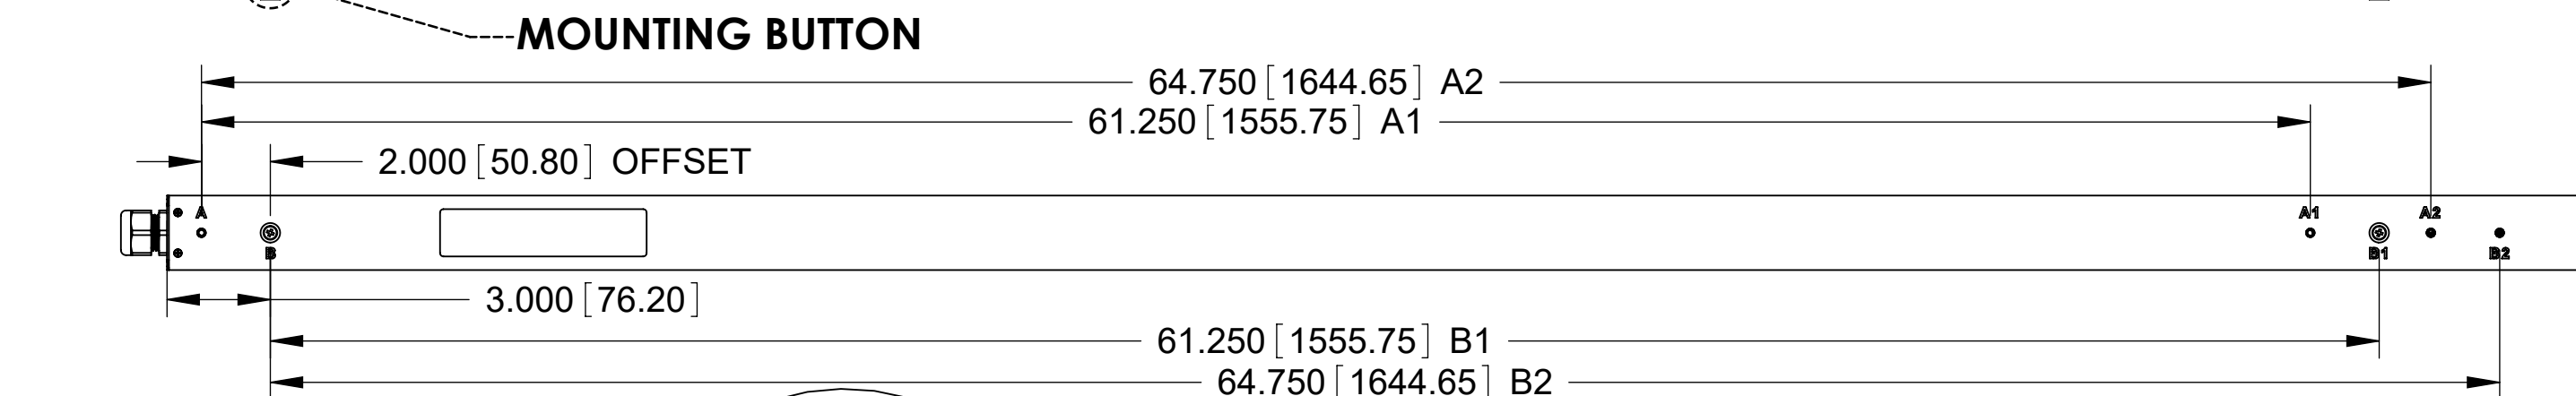 MOUNTING BUTTON
64.750 [1644.65] A2
61.250 [1555.75] A1
2.000 [50.80] OFFSET
A
A1
A2
B
B1
B2
3.000 [76.20]
61.250 [1555.75] B1
64.750 [1644.65] B2